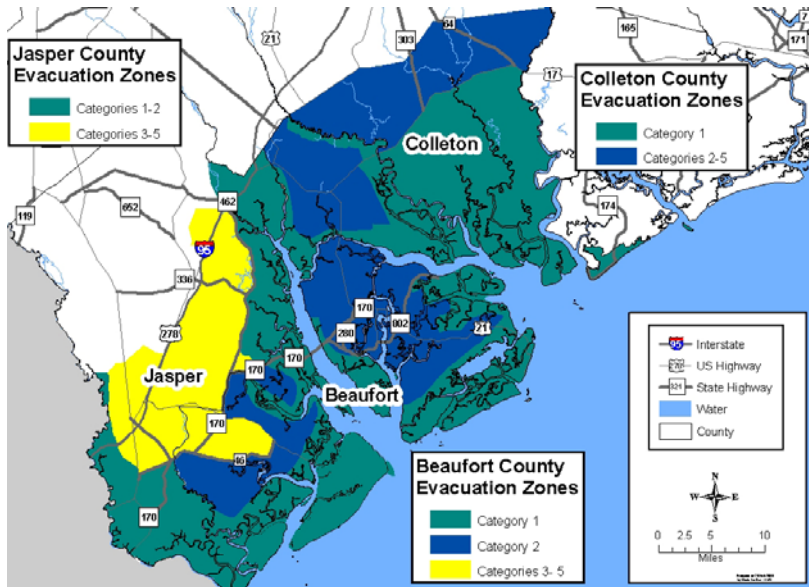 Jasper County
Evacuation Zones
Categories 1-2
Categories 3-5
21
303
64
17
165
171
Colleton County
Evacuation Zones
Category 1
Categories 2-5
Colleton
174
119
652
462
95
336
278
170
280
802
21
170
170
Jasper
Beaufort
170
46
170
Beaufort County
Evacuation Zones
Category 1
Category 2
Categories 3- 5
95
Interstate
278
US Highway
321
State Highway
Water
County
N
W
E
S
0
5
10
Miles